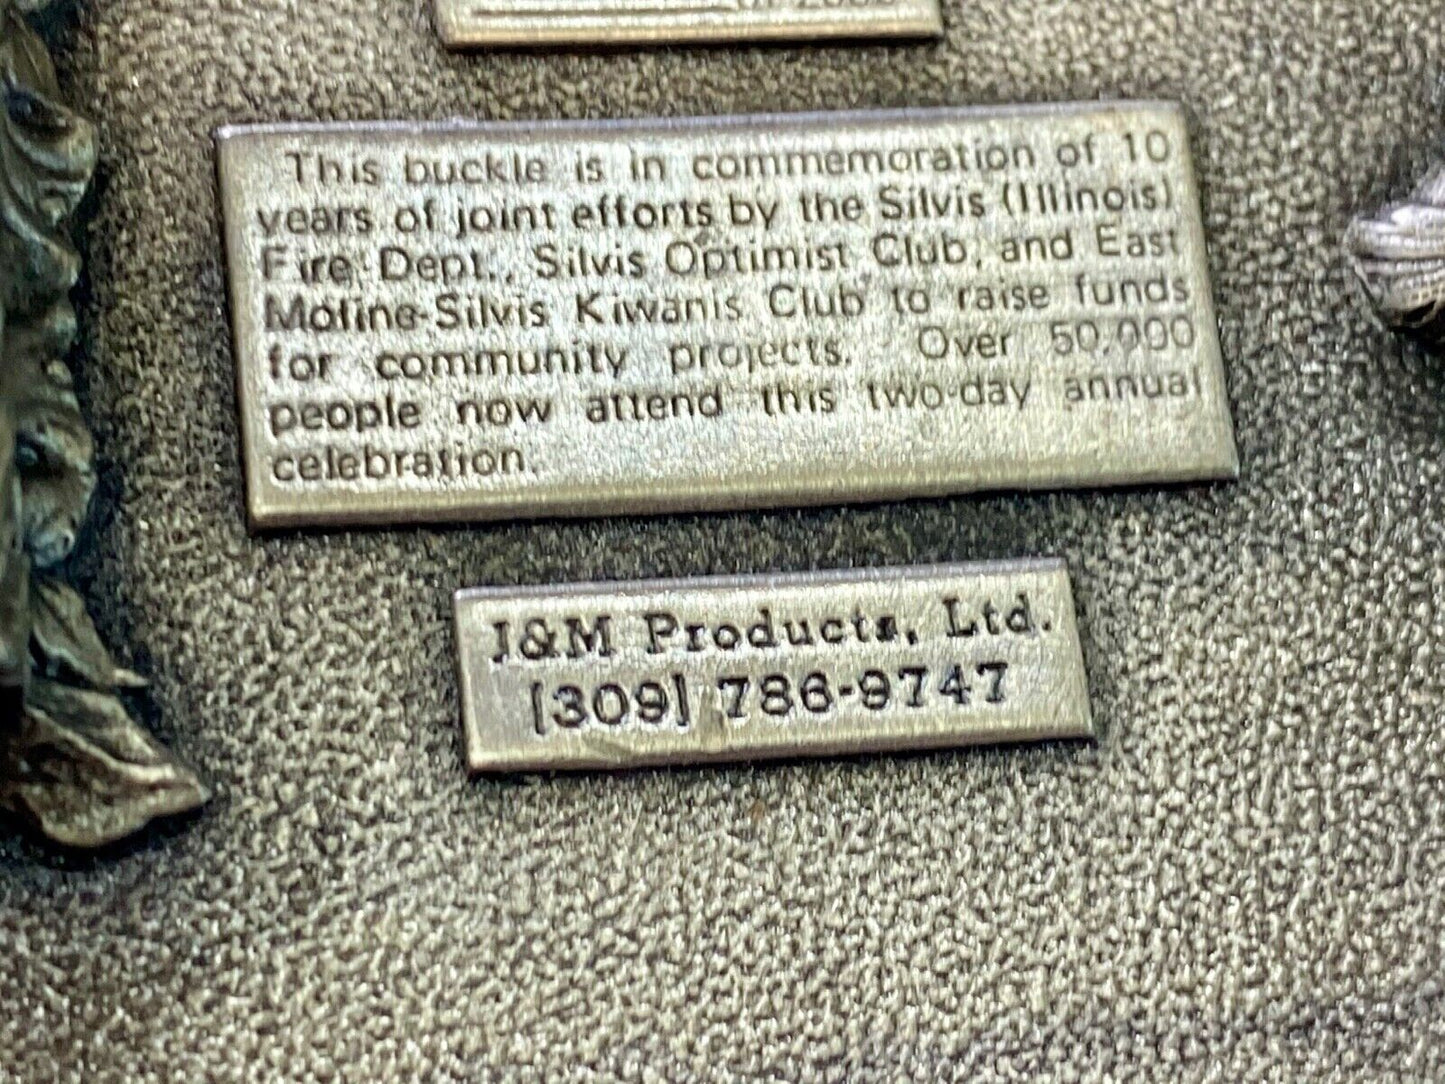 This buckle is in commemoration of 10
years of joint efforts by the Silvis (Illinois)
Fire Dept., Silvis Optimist Club, and East
Moline-Silvis Kiwanis Club to raise funds
for community projects. Over 50,000
people now attend this two-day annual
celebration.
J&M Products, Ltd.
(309) 786-9747